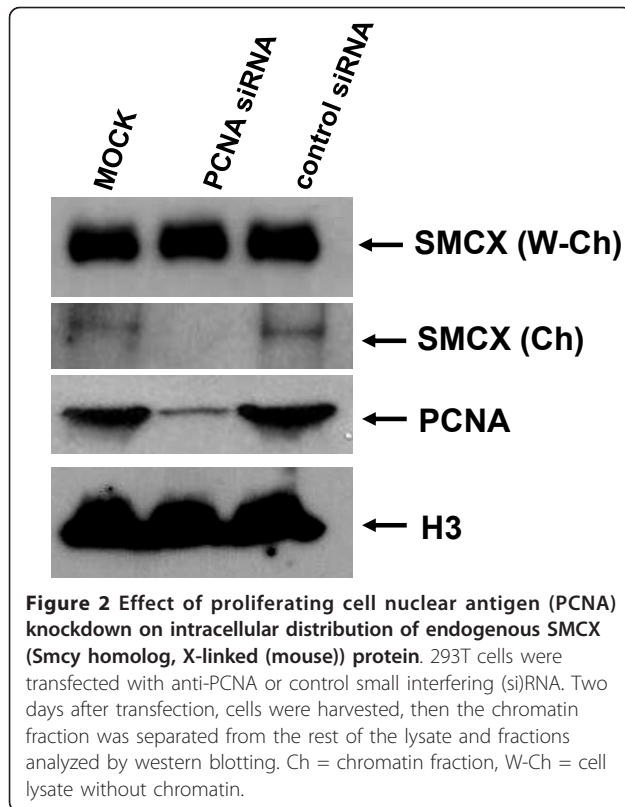 MOCK
PCNA siRNA
control siRNA
SMCX (W-Ch)
SMCX (Ch)
PCNA
H3
Figure 2 Effect of proliferating cell nuclear antigen (PCNA)
knockdown on intracellular distribution of endogenous SMCX
(Smcy homolog, X-linked (mouse)) protein. 293T cells were
transfected with anti-PCNA or control small interfering (si)RNA. Two
days after transfection, cells were harvested, then the chromatin
fraction was separated from the rest of the lysate and fractions
analyzed by western blotting. Ch = chromatin fraction, W-Ch = cell
lysate without chromatin.